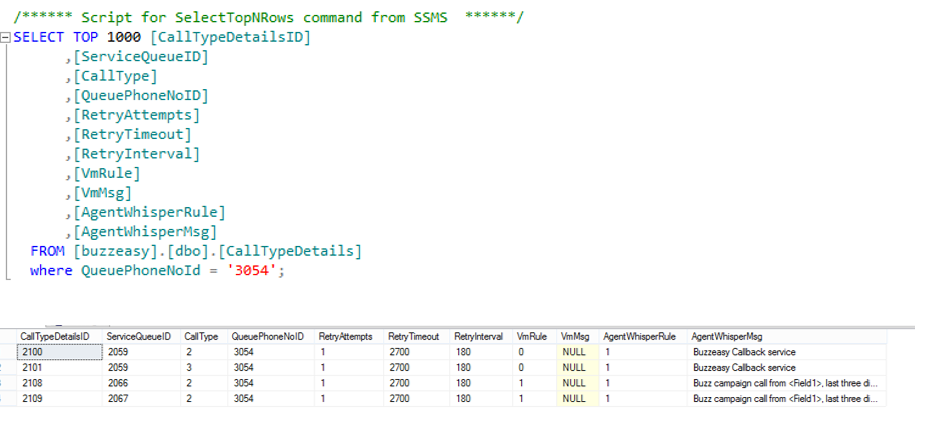 /****** Script for SelectTopNRows command from SSMS ******/
SELECT TOP 1000 [CallTypeDetailsID]
,[ServiceQueueID]
,[CallType]
,[QueuePhoneNoID]
,[RetryAttempts]
,[RetryTimeout]
,[RetryInterval]
,[VmRule]
,[VmMsg]
,[AgentWhisperRule]
,[AgentWhisperMsg]
FROM [buzzeasy].[dbo].[CallTypeDetails]
where QueuePhoneNoId = '3054';
CallTypeDetailsID ServiceQueueID CallType QueuePhoneNoID RetryAttempts RetryTimeout RetryInterval VmRule VmMsg AgentWhisperRule AgentWhisperMsg
2100 2059 2 3054 1 2700 180 0 NULL 1 Buzzeasy Callback service
2101 2059 3 3054 1 2700 180 0 NULL 1 Buzzeasy Callback service
2108 2066 2 3054 1 2700 180 1 NULL 1 Buzz campaign call from <Field1>, last three di...
2109 2067 2 3054 1 2700 180 1 NULL 1 Buzz campaign call from <Field1>, last three di...